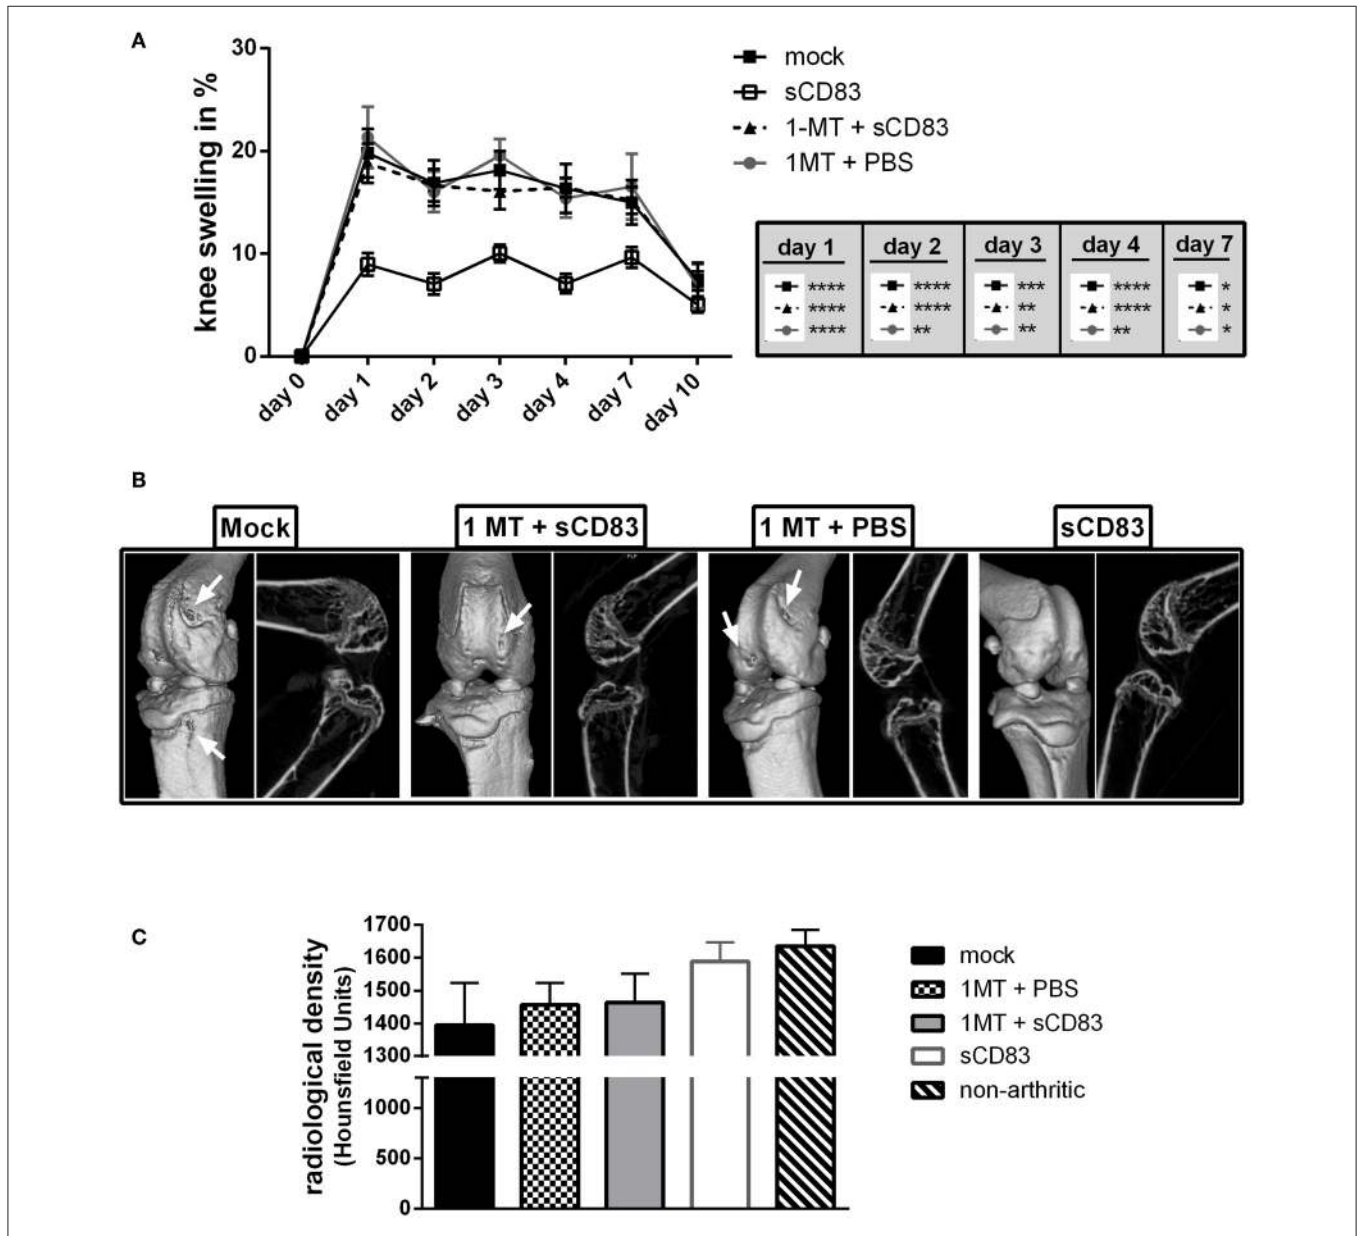 A
30
20
10
0
knee swelling in %
day 0
day 1
day 2
day 3
day 4
day 7
day 10
mock
sCD83
1-MT + sCD83
1MT + PBS
day 1 day 2 day 3 day 4 day 7
**** **** *** **** *
**** **** ** **** *
**** ** ** ** *
B
Mock 1 MT + sCD83 1 MT + PBS sCD83
C
1700
1600
1500
1400
1300
1000
500
0
radiological density
(Hounsfield Units)
mock
1MT + PBS
1MT + sCD83
sCD83
non-arthritic